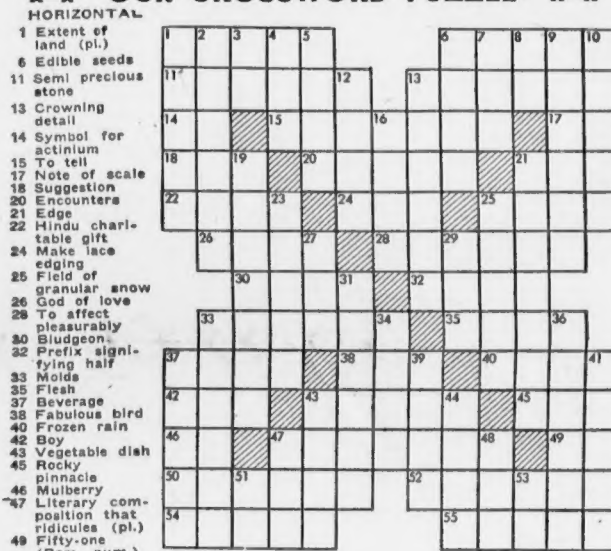 OUR CROSSWORD PUZZLE
HORIZONTAL
1 Extent of
land (pl.)
6 Edible seeds
11 Semi precious
stone
13 Crowning
detail
14 Symbol for
actinium
15 To tell
17 Note of scale
18 Suggestion
20 Encounters
21 Edge
22 Hindu chari-
table gift
24 Make lace
edging
25 Field of
granular snow
26 God of love
28 To affect
pleasurably
30 Bludgeon
32 Prefix signi-
fying half
33 Molds
35 Flesh
37 Beverage
38 Fabulous bird
40 Frozen rain
42 Boy
43 Vegetable dish
45 Rocky
pinnacle
46 Mulberry
47 Literary com-
position that
ridicules (pl.)
49 Fifty-one
(Rom. num.)
1 2 3 4 5 6 7 8 9 10
11 12 13
14 15 16 17
18 19 20 21
22 23 24 25
26 27 28 29
30 31 32
33 34 35 36
37 38 39 40 41
42 43 44 45
46 47 48 49
50 51 52 53
54 55